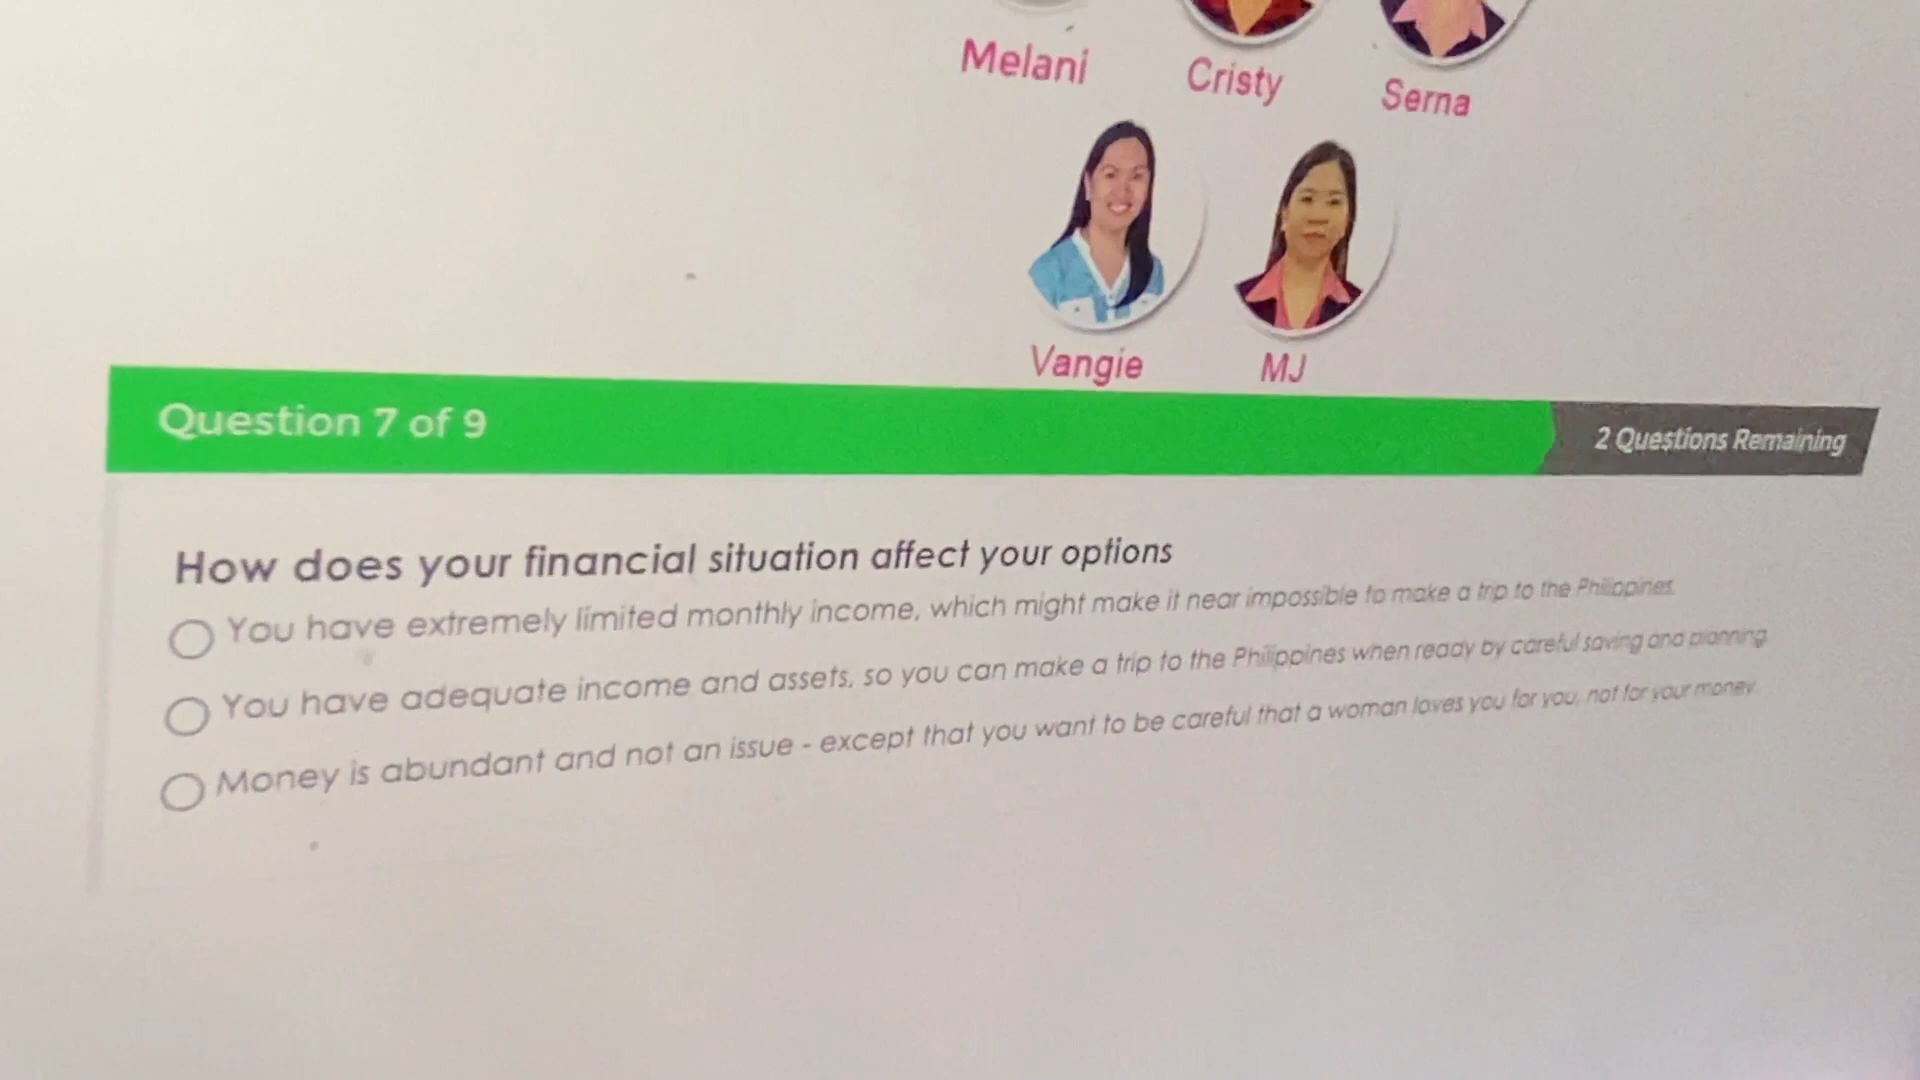 Melani
Cristy
Serna
Vangie
MJ
Question 7 of 9
2 Questions Remaining
How does your financial situation affect your options
You have extremely limited monthly income, which might make it near impossible to make a trip to the Philippines.
You have adequate income and assets, so you can make a trip to the Philippines when ready by careful saving and planning.
Money is abundant and not an issue - except that you want to be careful that a woman loves you for you, not for your money.